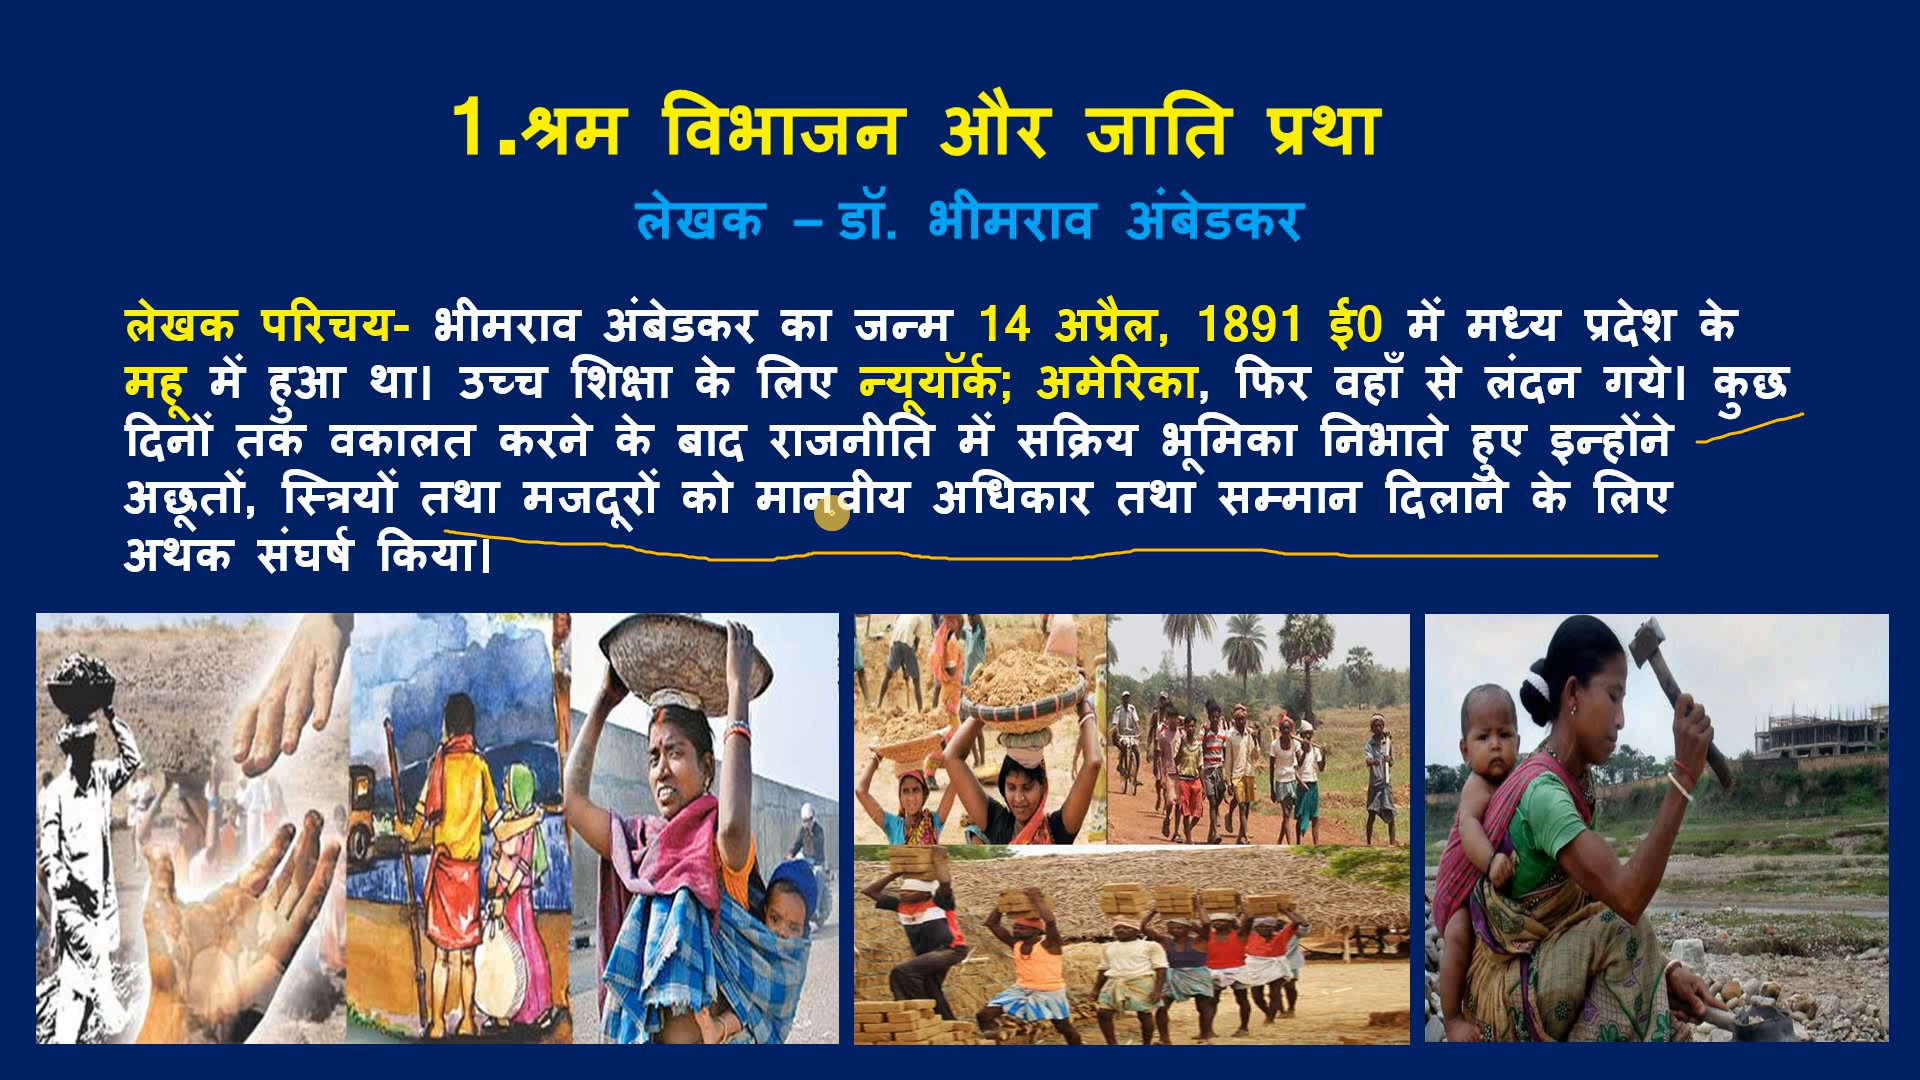 1.श्रम विभाजन और जाति प्रथा
लेखक – डॉ. भीमराव अंबेडकर
लेखक परिचय- भीमराव अंबेडकर का जन्म 14 अप्रैल, 1891 ई0 में मध्य प्रदेश के
महू में हुआ था। उच्च शिक्षा के लिए न्यूयॉर्क; अमेरिका, फिर वहाँ से लंदन गये। कुछ
दिनों तक वकालत करने के बाद राजनीति में सक्रिय भूमिका निभाते हुए इन्होंने
अछूतों, स्त्रियों तथा मजदूरों को मानवीय अधिकार तथा सम्मान दिलाने के लिए
अथक संघर्ष किया।